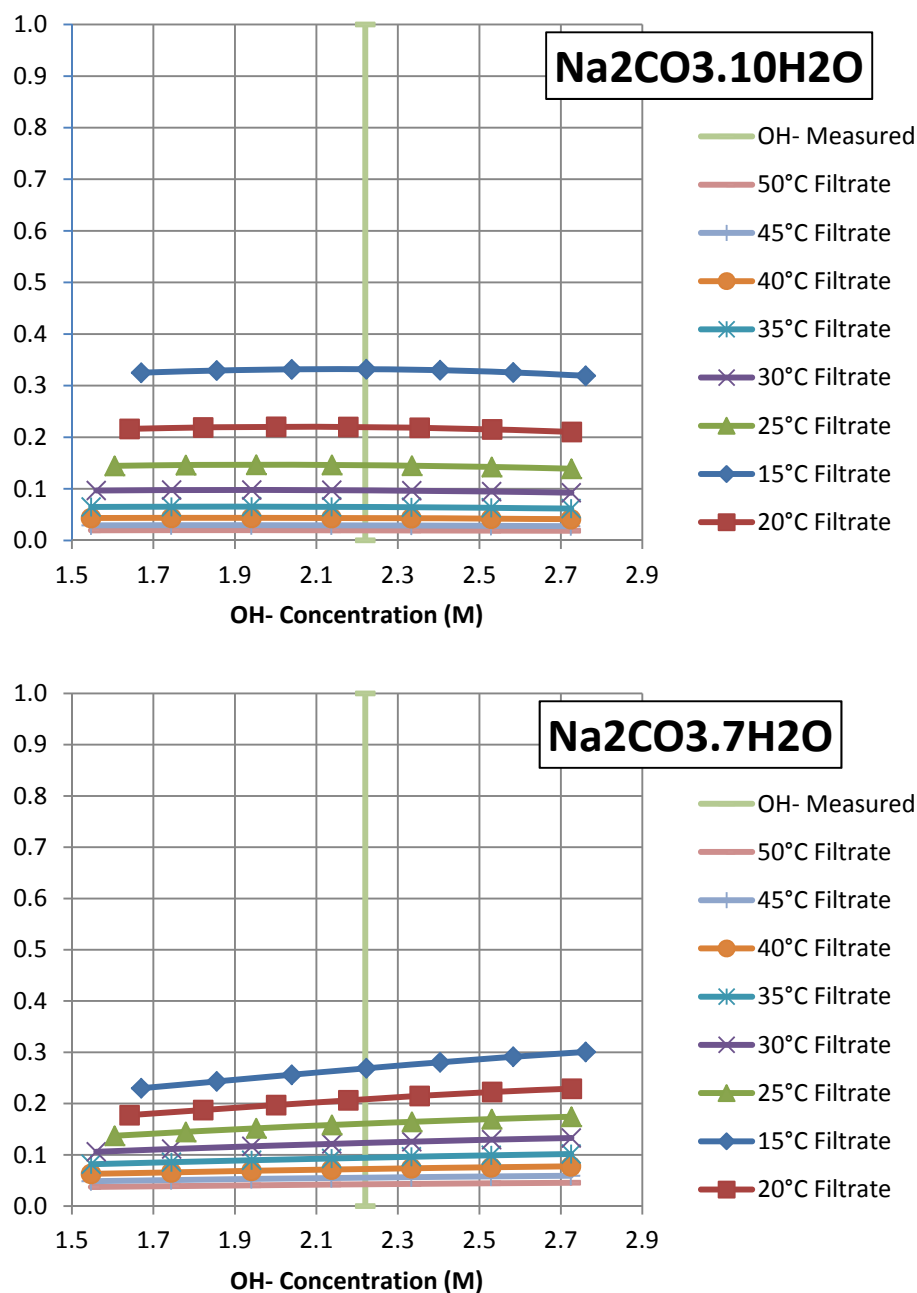 1.0
Na2CO3.10H2O
0.9
0.8
0.7
0.6
0.5
0.4
0.3
0.2
0.1
0.0
OH- Measured
50°C Filtrate
45°C Filtrate
40°C Filtrate
35°C Filtrate
30°C Filtrate
25°C Filtrate
15°C Filtrate
20°C Filtrate
1.5 1.7 1.9 2.1 2.3 2.5 2.7 2.9
OH- Concentration (M)
1.0
Na2CO3.7H2O
0.9
0.8
0.7
0.6
0.5
0.4
0.3
0.2
0.1
0.0
OH- Measured
50°C Filtrate
45°C Filtrate
40°C Filtrate
35°C Filtrate
30°C Filtrate
25°C Filtrate
15°C Filtrate
20°C Filtrate
1.5 1.7 1.9 2.1 2.3 2.5 2.7 2.9
OH- Concentration (M)